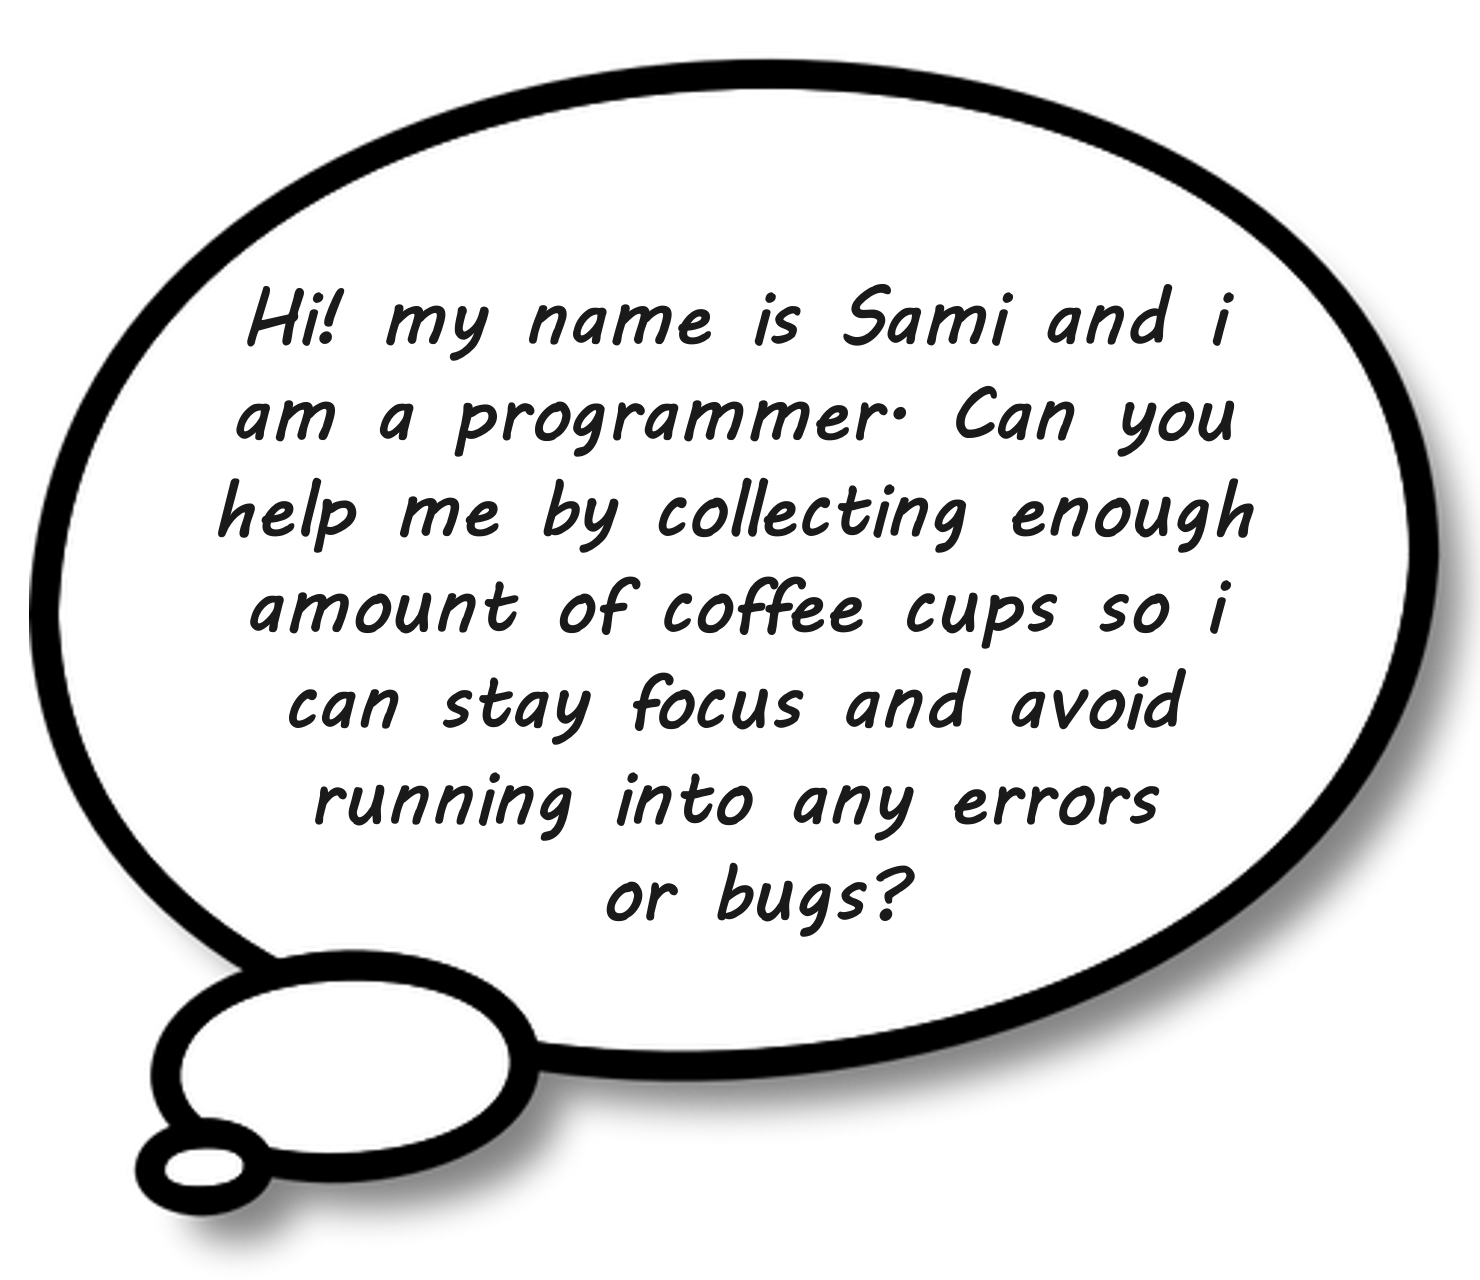 Hi! my name is Sami and i
am a programmer. Can you
help me by collecting enough
amount of coffee cups so i
can stay focus and avoid
running into any errors
or bugs?